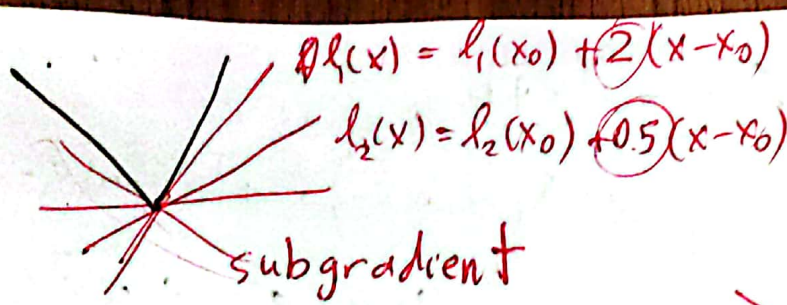 l₁(x) = l₁(x₀) + 2(x-x₀)
l₂(x) = l₂(x₀) + 0.5(x-x₀)
subgradient